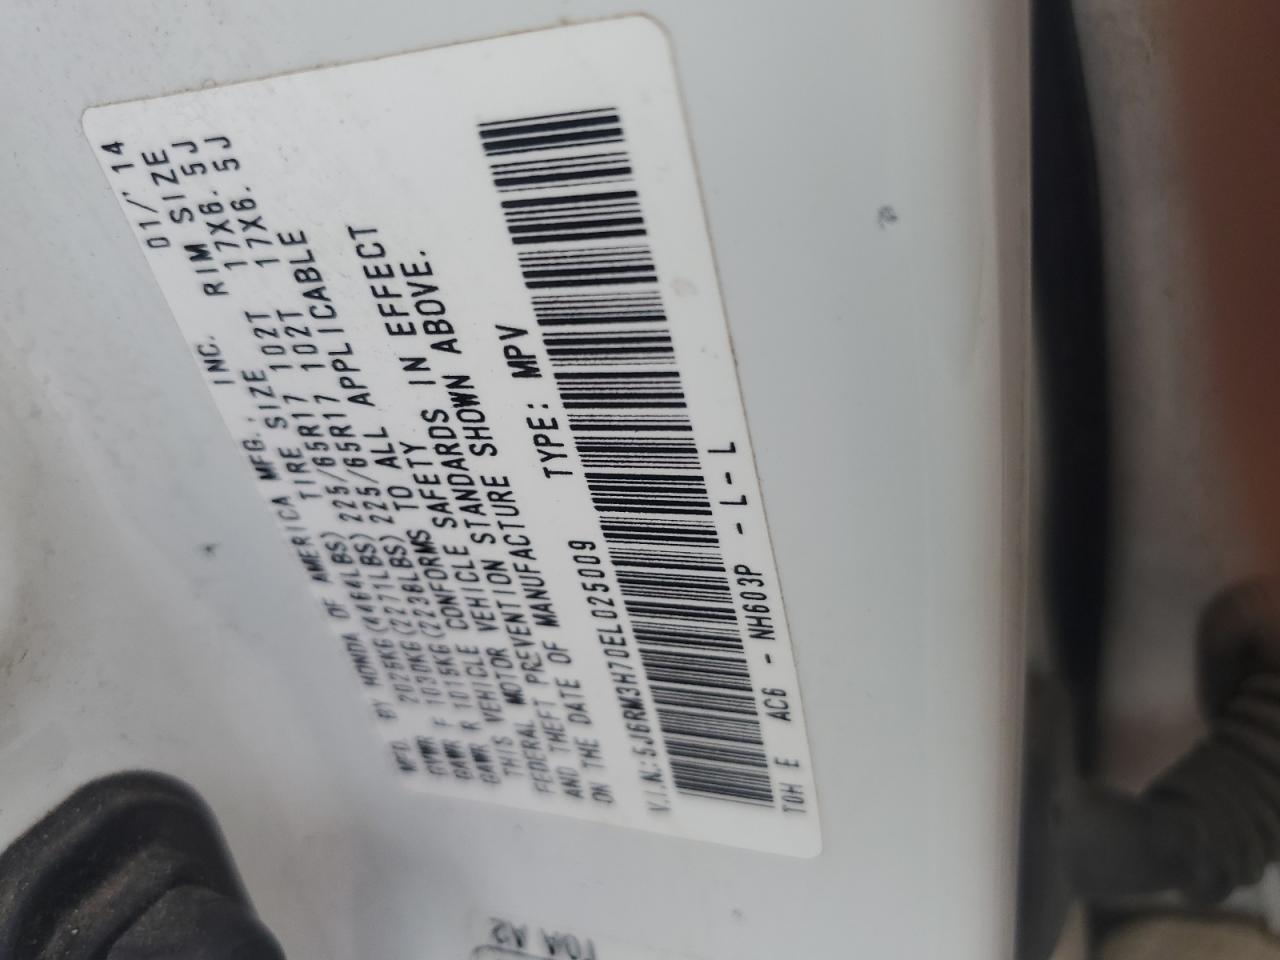 MFD. BY HONDA OF AMERICA MFG., INC. 01/'14
GVWR 2025KG(4464LBS) TIRE SIZE RIM SIZE
GAWR F 1030KG(2271LBS) 225/65R17 102T 17X6.5J
GAWR R 1015KG(2238LBS) 225/65R17 102T 17X6.5J
THIS VEHICLE CONFORMS TO ALL APPLICABLE
FEDERAL MOTOR VEHICLE SAFETY
AND THEFT PREVENTION STANDARDS IN EFFECT
ON THE DATE OF MANUFACTURE SHOWN ABOVE.
V.I.N:5J6RM3H70EL025009 TYPE: MPV
TOH E AC6 - NH603P - L-L